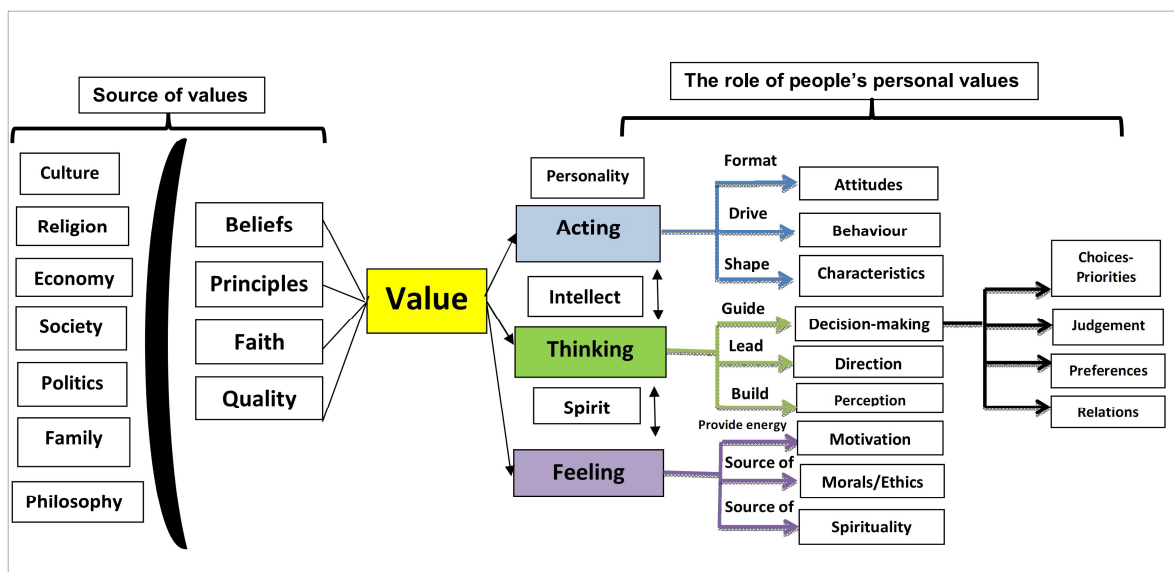 Source of values
The role of people's personal values
Culture
Religion
Economy
Society
Politics
Family
Philosophy
Beliefs
Principles
Faith
Quality
Value
Personality
Acting
Intellect
Thinking
Spirit
Feeling
Format
Attitudes
Drive
Behaviour
Shape
Characteristics
Guide
Decision-making
Lead
Direction
Build
Perception
Provide energy
Motivation
Source of
Morals/Ethics
Source of
Spirituality
Choices-
Priorities
Judgement
Preferences
Relations